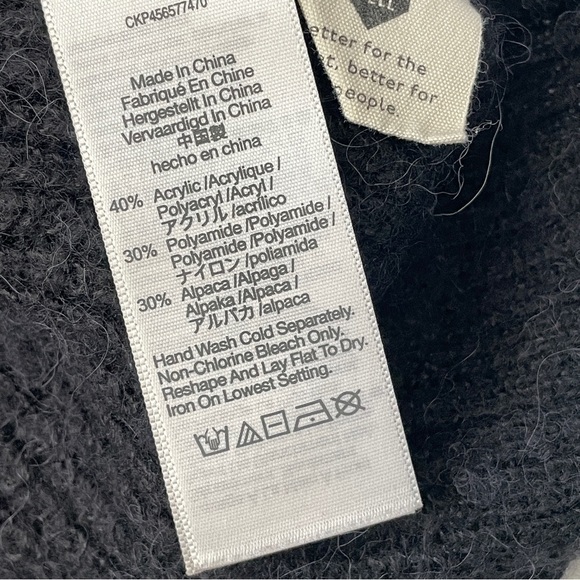 CKP456577470
Made In China
Fabriqué En Chine
Hergestellt In China
Vervaardigd In China
中国製
hecho en china
40% Acrylic /Acrylique /
Polyacryl /Acryl /
アクリル /acrílico
30% Polyamide /Polyamide /
Polyamide /Polyamide /
ナイロン /poliamida
30% Alpaca /Alpaga /
Alpaka /Alpaca /
アルパカ /alpaca
Hand Wash Cold Separately.
Non-Chlorine Bleach Only.
Reshape And Lay Flat To Dry.
Iron On Lowest Setting.
etter for the
t, better for
people.